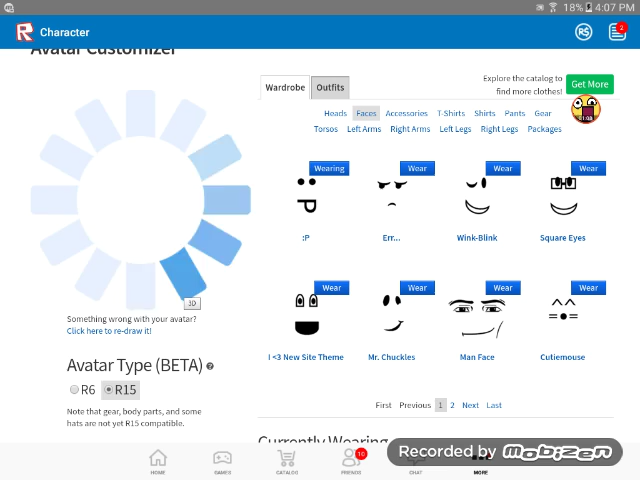 18% 4:07 PM
Character
R$
2
Avatar Customizer
Wardrobe
Outfits
Explore the catalog to
find more clothes!
Get More
01:03
Heads Faces Accessories T-Shirts Shirts Pants Gear
Torsos Left Arms Right Arms Left Legs Right Legs Packages
Wearing
Wear
Wear
Wear
:P
:P
Err...
Wink-Blink
Square Eyes
Wear
Wear
Wear
Wear
I <3 New Site Theme
Mr. Chuckles
Man Face
Cutiemouse
3D
Something wrong with your avatar?
Click here to re-draw it!
Avatar Type (BETA) ?
R6 R15
Note that gear, body parts, and some
hats are not yet R15 compatible.
First Previous 1 2 Next Last
Currently Wearing
Recorded by mobizen
HOME
GAMES
CATALOG
10
FRIENDS
CHAT
MORE